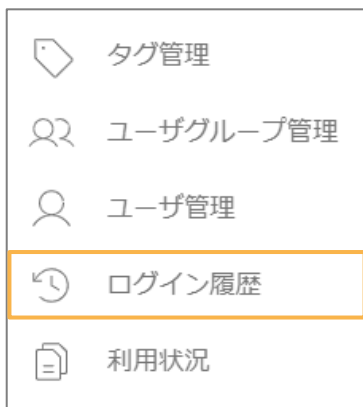 タグ管理
ユーザグループ管理
ユーザ管理
ログイン履歴
利用状況